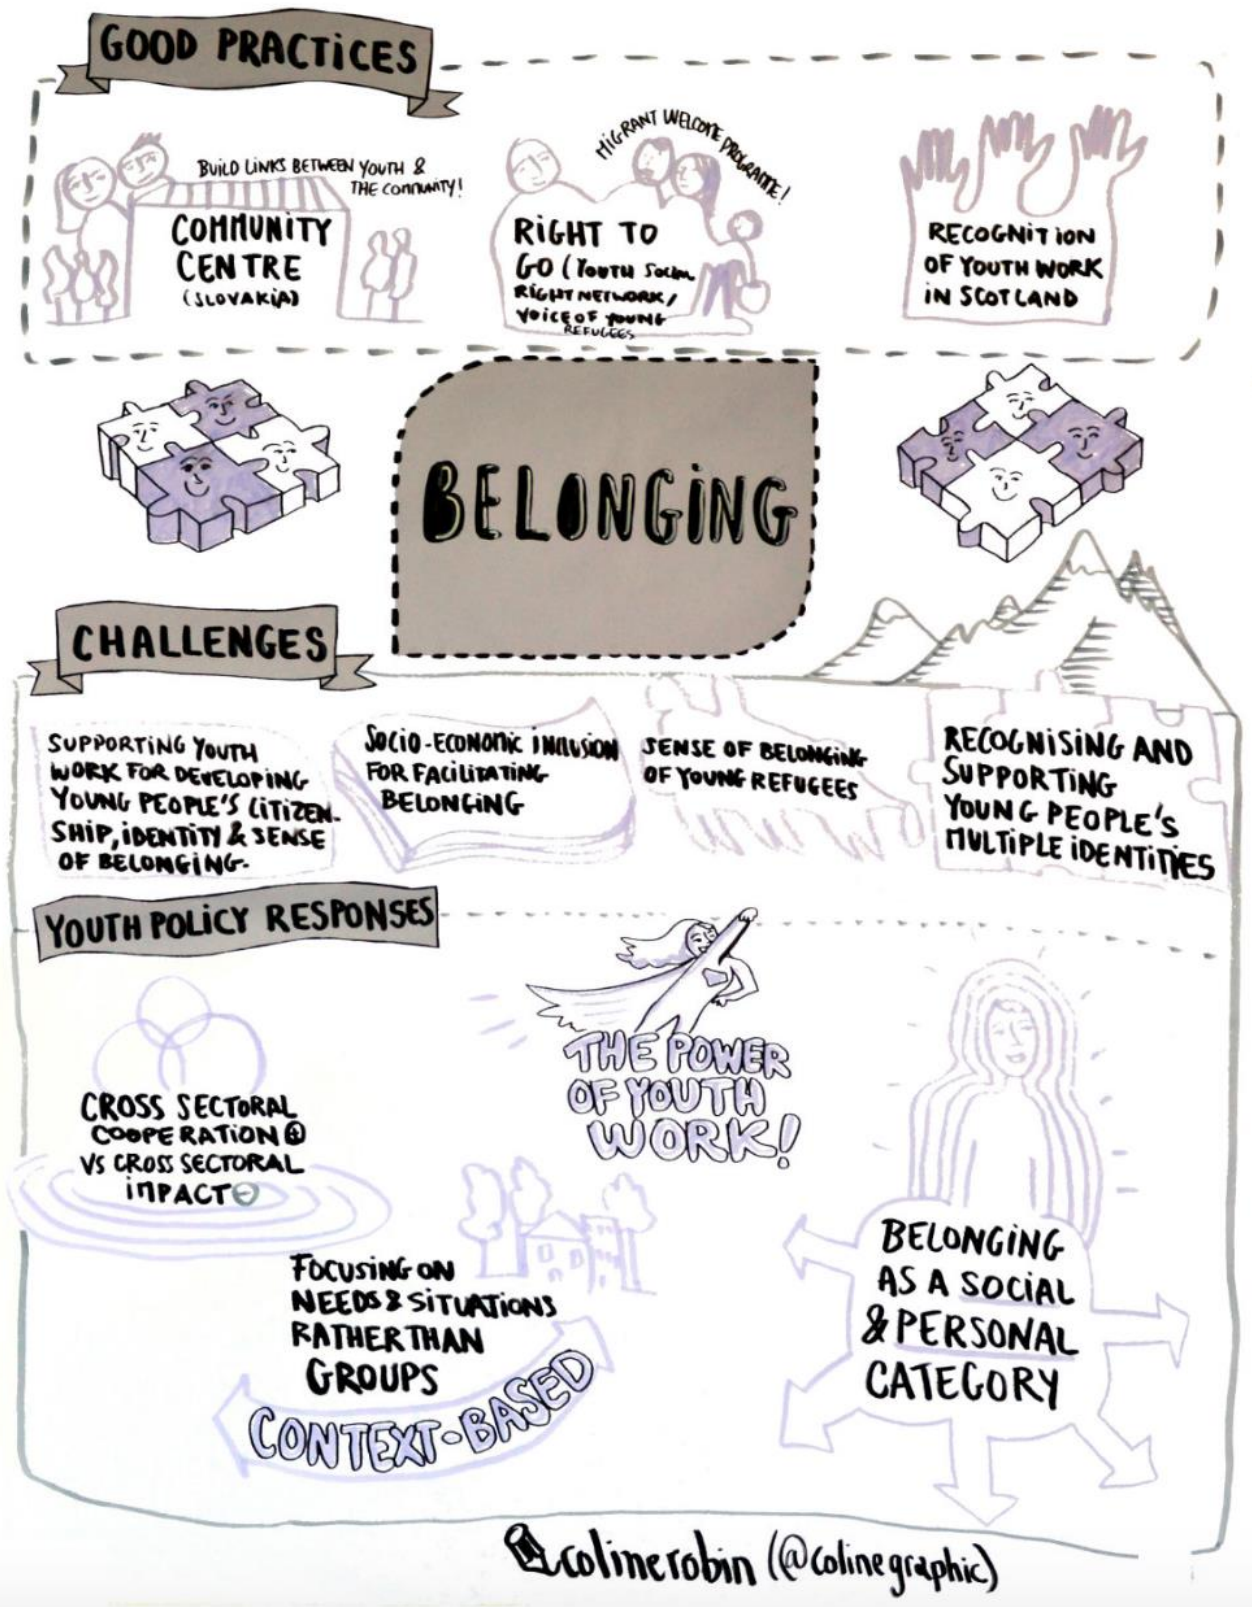 GOOD PRACTICES
BUILD LINKS BETWEEN YOUTH &
THE COMMUNITY!
COMMUNITY
CENTRE
(SLOVAKIA)
MIGRANT WELCOME PROGRAMME!
RIGHT TO
GO (YOUTH SOCIAL
RIGHT NETWORK/
VOICE OF YOUNG
REFUGEES
RECOGNITION
OF YOUTH WORK
IN SCOTLAND
BELONGING
CHALLENGES
SUPPORTING YOUTH
WORK FOR DEVELOPING
YOUNG PEOPLE'S CITIZEN-
SHIP, IDENTITY & SENSE
OF BELONGING.
SOCIO-ECONOMIC INCLUSION
FOR FACILITATING
BELONGING
SENSE OF BELONGING
OF YOUNG REFUGEES
RECOGNISING AND
SUPPORTING
YOUNG PEOPLE'S
MULTIPLE IDENTITIES
YOUTH POLICY RESPONSES
THE POWER
OF YOUTH
WORK!
CROSS SECTORAL
COOPERATION ⊕
VS CROSS SECTORAL
IMPACT ⊖
FOCUSING ON
NEEDS & SITUATIONS
RATHER THAN
GROUPS
CONTEXT-BASED
BELONGING
AS A SOCIAL
& PERSONAL
CATEGORY
colinerobin (@colinegraphic)